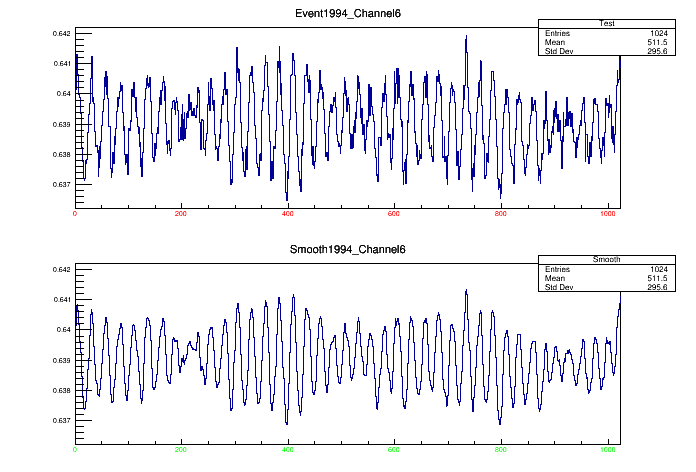 Event1994_Channel6
Test
Entries 1024
Mean 511.5
Std Dev 295.6
0.642
0.641
0.64
0.639
0.638
0.637
0 200 400 600 800 1000
Smooth1994_Channel6
Smooth
Entries 1024
Mean 511.5
Std Dev 295.6
0.642
0.641
0.64
0.639
0.638
0.637
0 200 400 600 800 1000